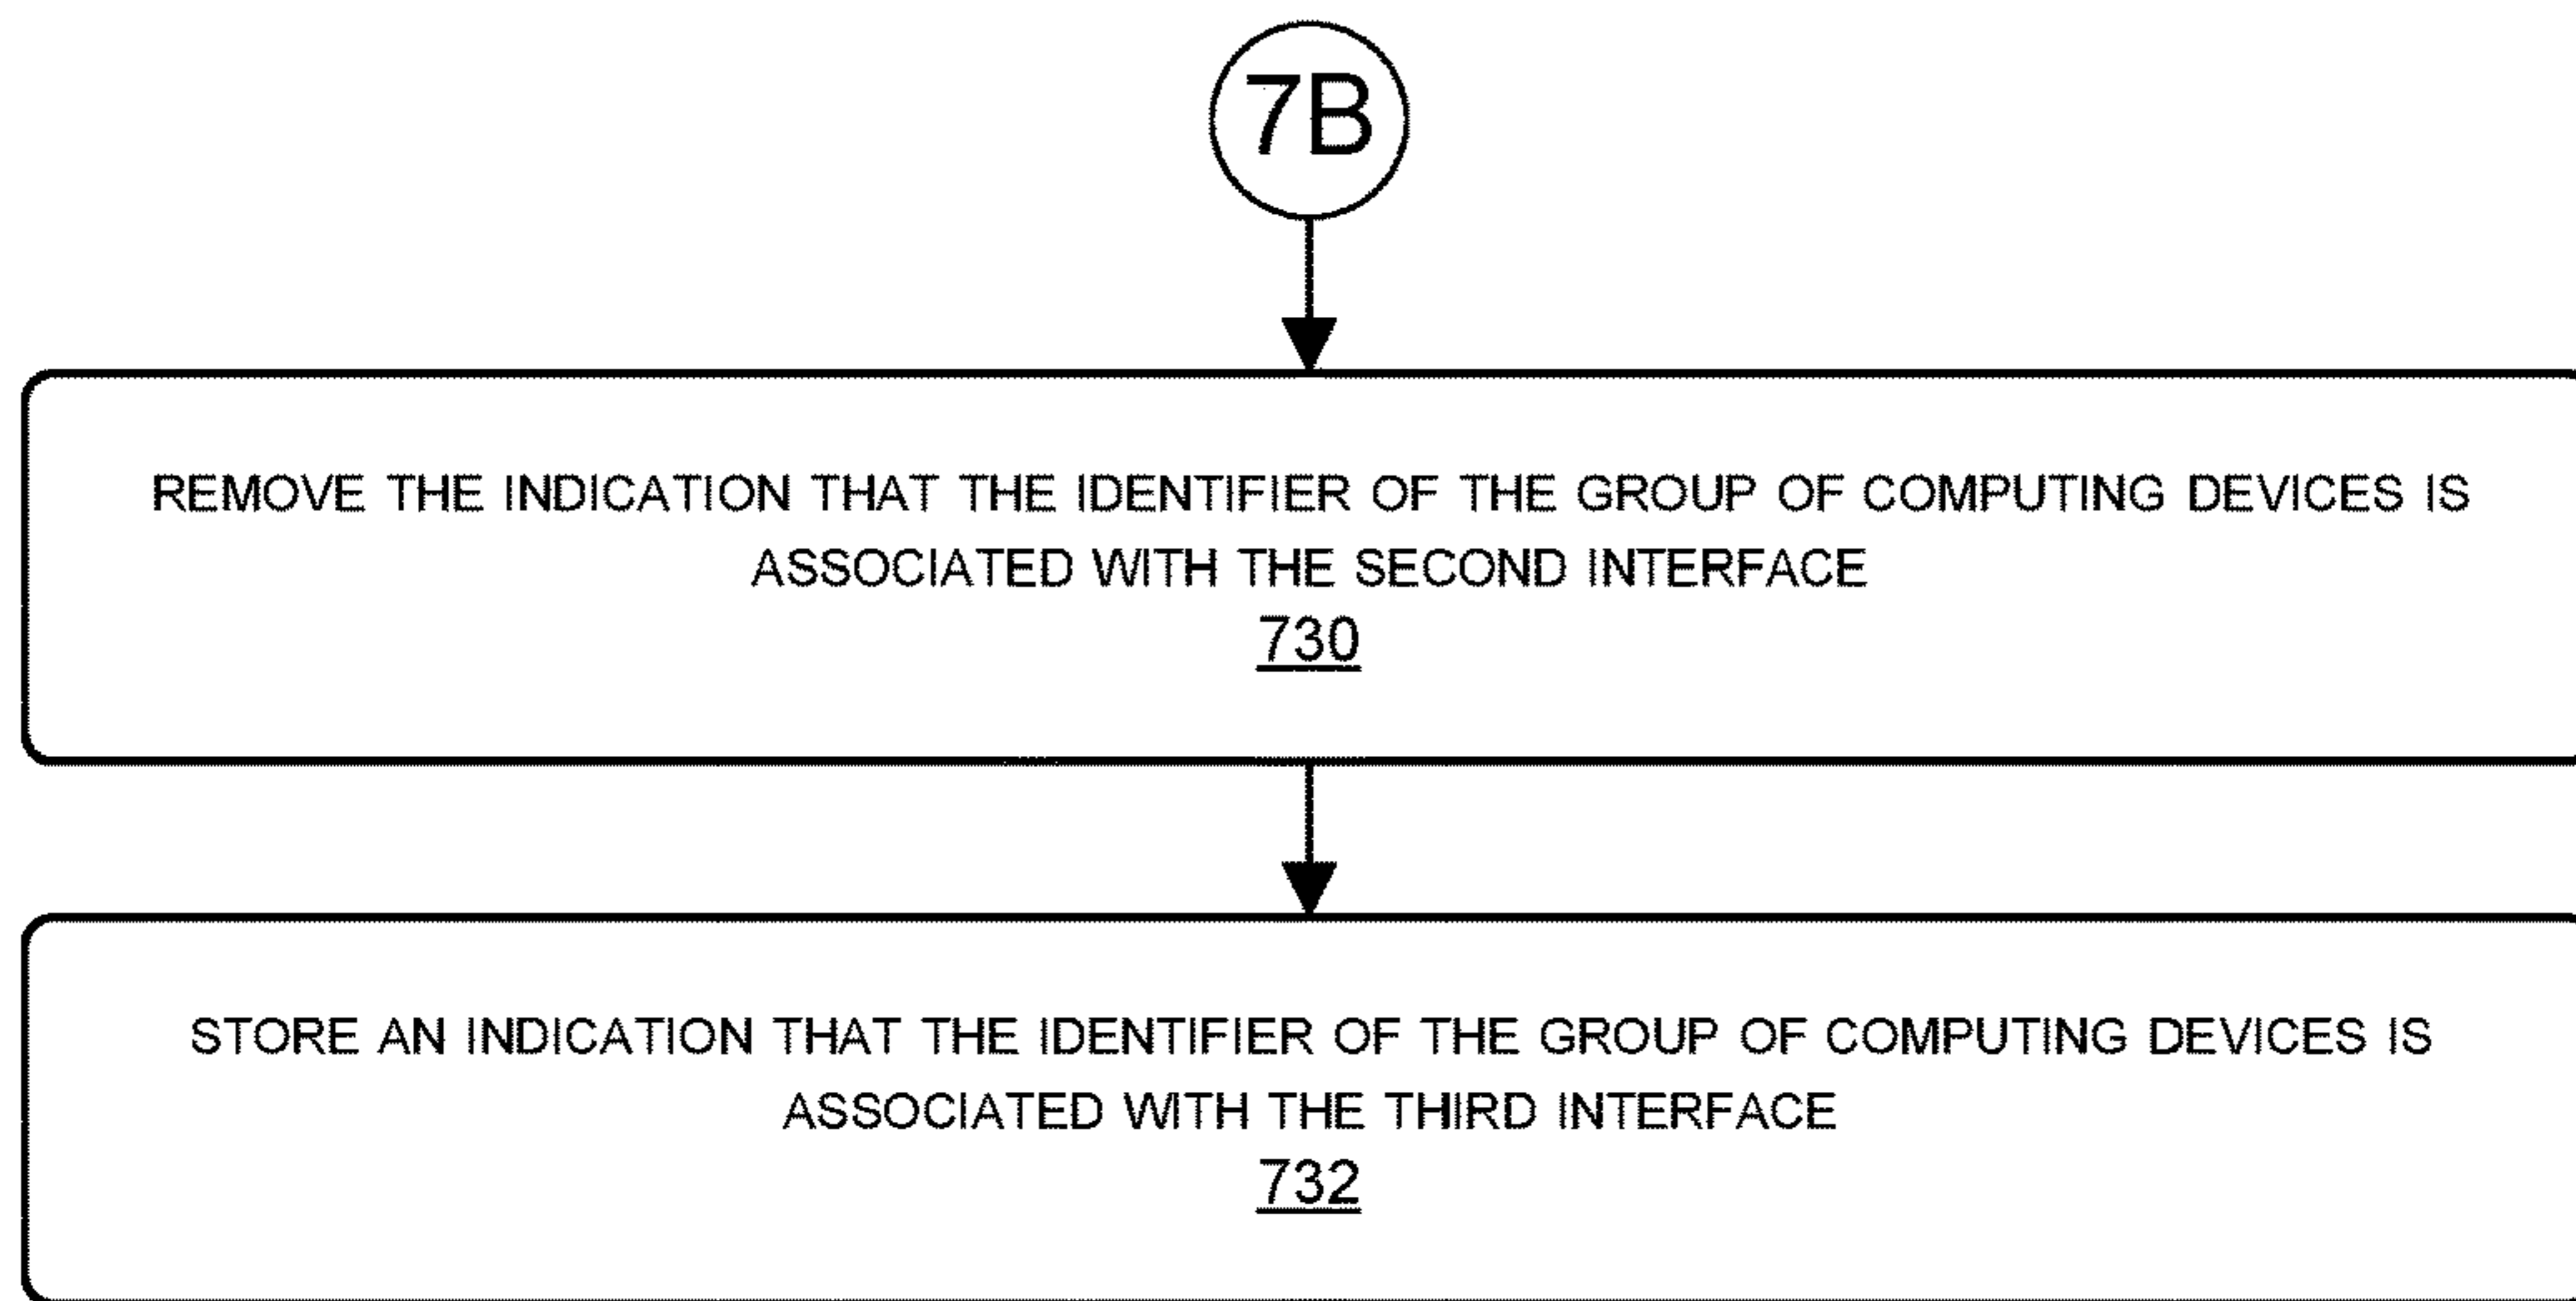 7B
REMOVE THE INDICATION THAT THE IDENTIFIER OF THE GROUP OF COMPUTING DEVICES IS
ASSOCIATED WITH THE SECOND INTERFACE
730
STORE AN INDICATION THAT THE IDENTIFIER OF THE GROUP OF COMPUTING DEVICES IS
ASSOCIATED WITH THE THIRD INTERFACE
732